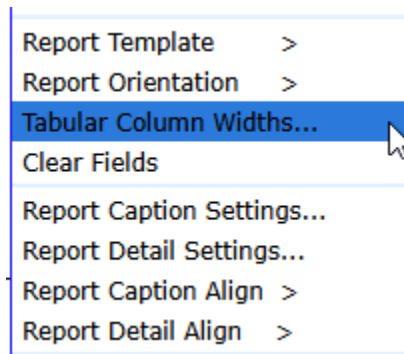 Report Template >
Report Orientation >
Tabular Column Widths...
Clear Fields
Report Caption Settings...
Report Detail Settings...
Report Caption Align >
Report Detail Align >